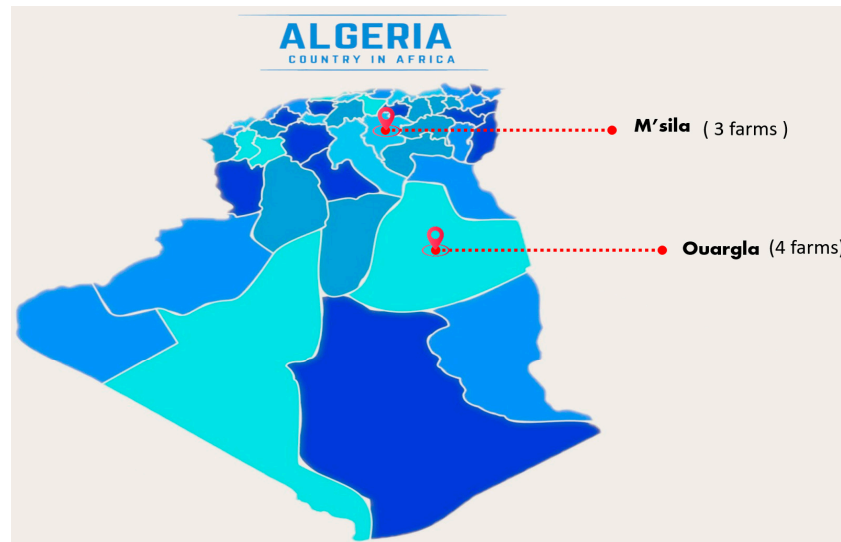 ALGERIA
COUNTRY IN AFRICA
M'sila ( 3 farms )
Ouargla (4 farms)